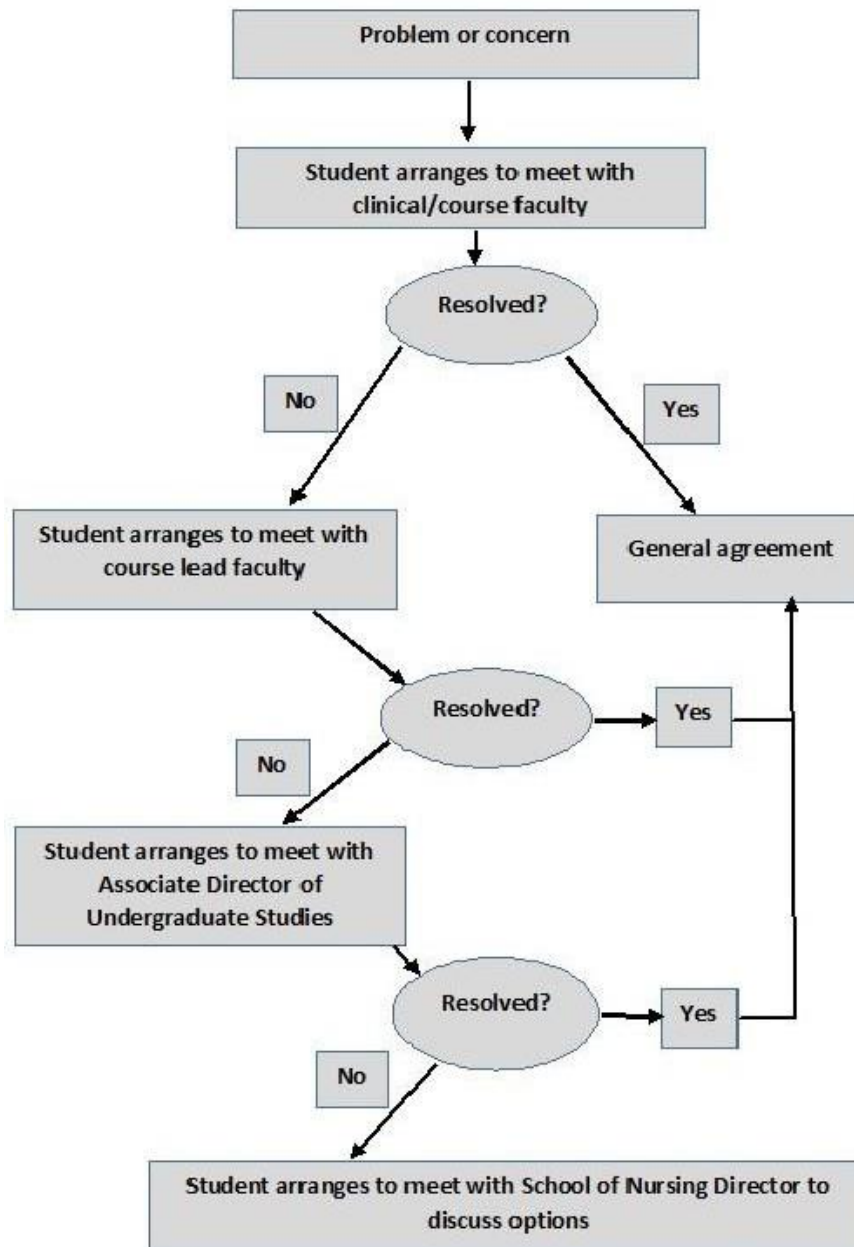 Problem or concern
Student arranges to meet with
clinical/course faculty
Resolved?
No
Yes
Student arranges to meet with
course lead faculty
General agreement
Resolved?
Yes
No
Student arranges to meet with
Associate Director of
Undergraduate Studies
Resolved?
Yes
No
Student arranges to meet with School of Nursing Director to
discuss options